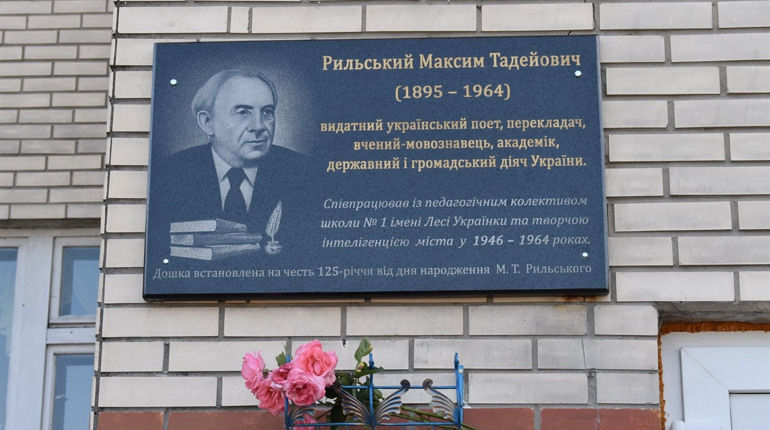 Рильський Максим Тадейович
(1895 – 1964)
видатний український поет, перекладач,
вчений-мовознавець, академік,
державний і громадський діяч України.
Співпрацював із педагогічним колективом
школи № 1 імені Лесі Українки та творчою
інтелігенцією міста у 1946 – 1964 роках.
Дошка встановлена на честь 125-річчя від дня народження М. Т. Рильського